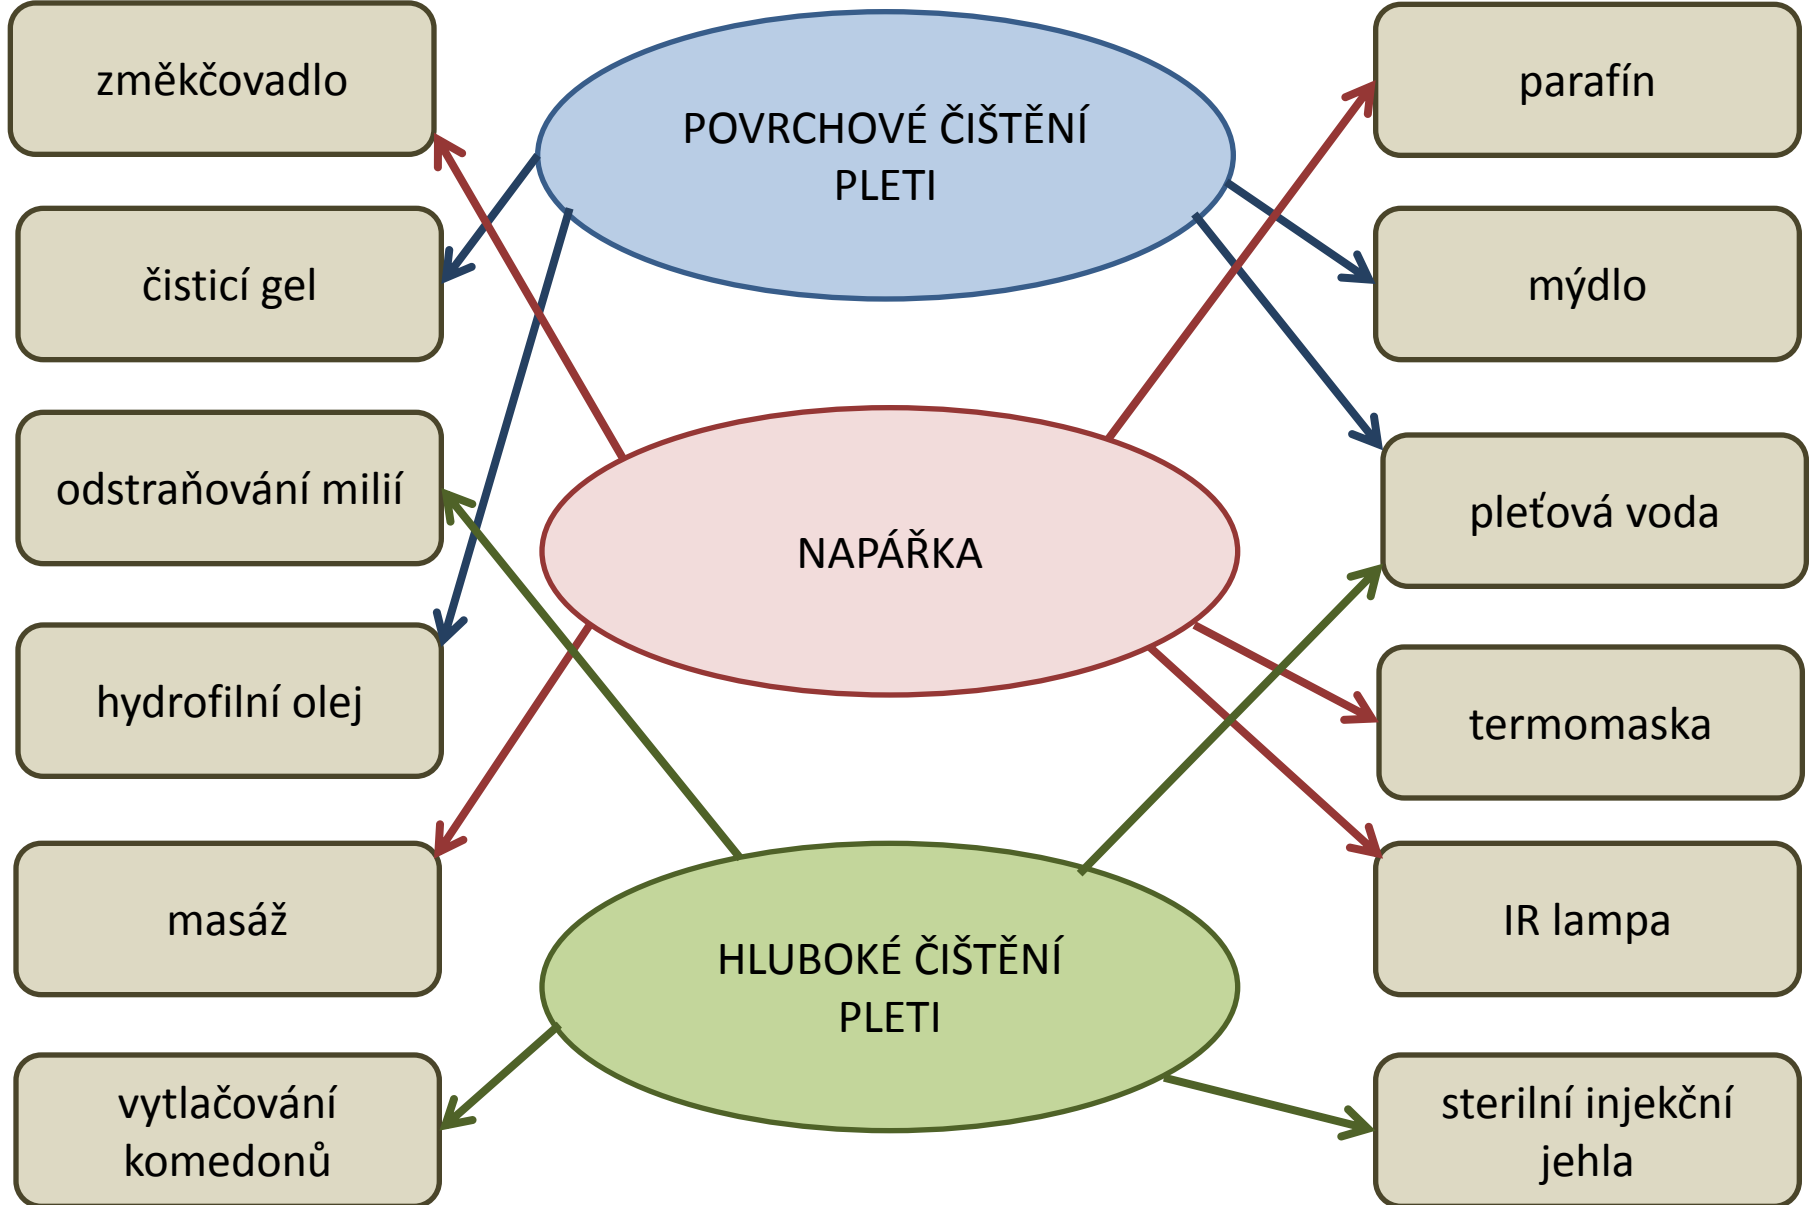 změkčovadlo
POVRCHOVÉ ČIŠTĚNÍ
PLETI
parafín
čisticí gel
mýdlo
odstraňování milií
NAPÁŘKA
pleťová voda
hydrofilní olej
termomaska
masáž
HLUBOKÉ ČIŠTĚNÍ
PLETI
IR lampa
vytlačování
komedonů
sterilní injekční
jehla